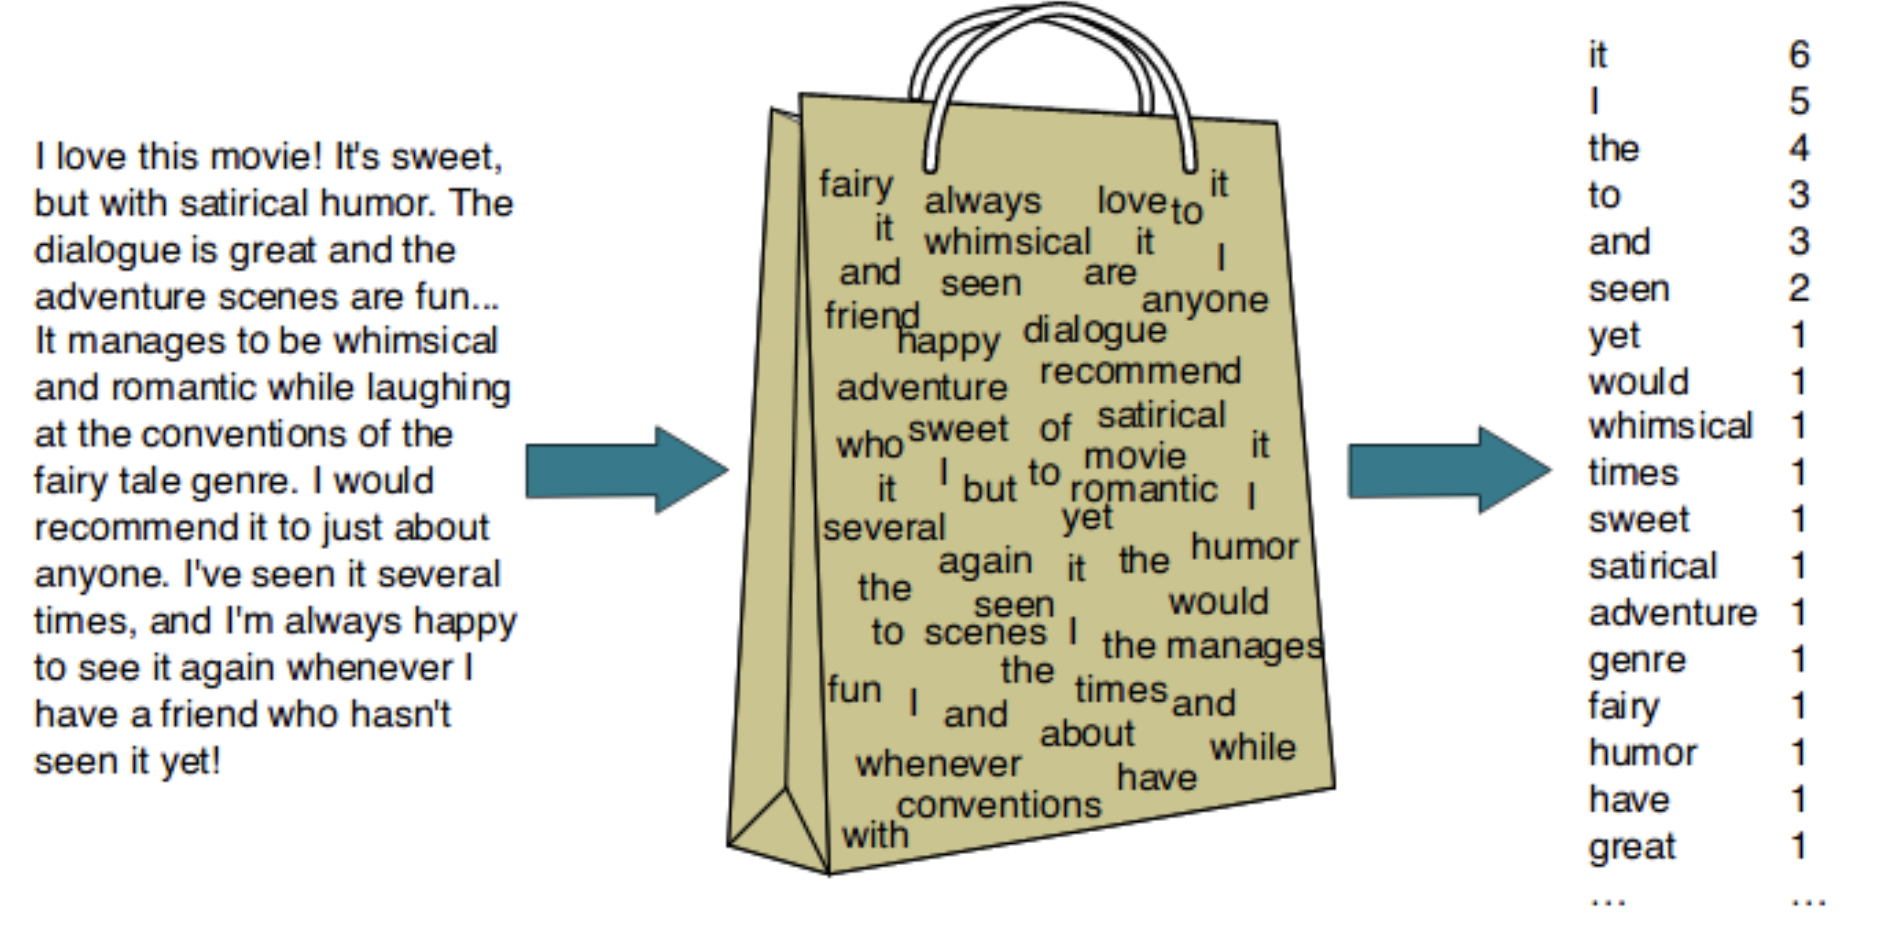 I love this movie! It's sweet,
but with satirical humor. The
dialogue is great and the
adventure scenes are fun...
It manages to be whimsical
and romantic while laughing
at the conventions of the
fairy tale genre. I would
recommend it to just about
anyone. I've seen it several
times, and I'm always happy
to see it again whenever I
have a friend who hasn't
seen it yet!
fairy always love to it
it whimsical it I
and seen are anyone
friend happy dialogue
adventure recommend
who sweet of satirical it
it I but to movie romantic I
several yet
again it the humor
the seen would
to scenes I the manages
fun I and the times and
about while
whenever have
conventions
with
it 6
I 5
the 4
to 3
and 3
seen 2
yet 1
would 1
whimsical 1
times 1
sweet 1
satirical 1
adventure 1
genre 1
fairy 1
humor 1
have 1
great 1
... ...